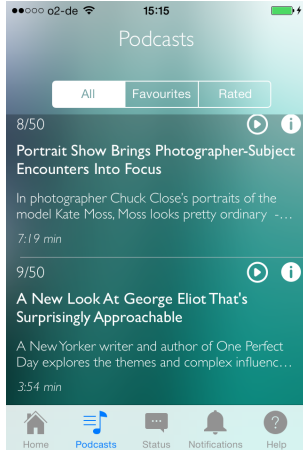 o2-de 15:15
Podcasts
All Favourites Rated
8/50
Portrait Show Brings Photographer-Subject
Encounters Into Focus
In photographer Chuck Close's portraits of the
model Kate Moss, Moss looks pretty ordinary -...
7:19 min
9/50
A New Look At George Eliot That's
Surprisingly Approachable
A New Yorker writer and author of One Perfect
Day explores the themes and complex influenc...
3:54 min
Home Podcasts Status Notifications Help